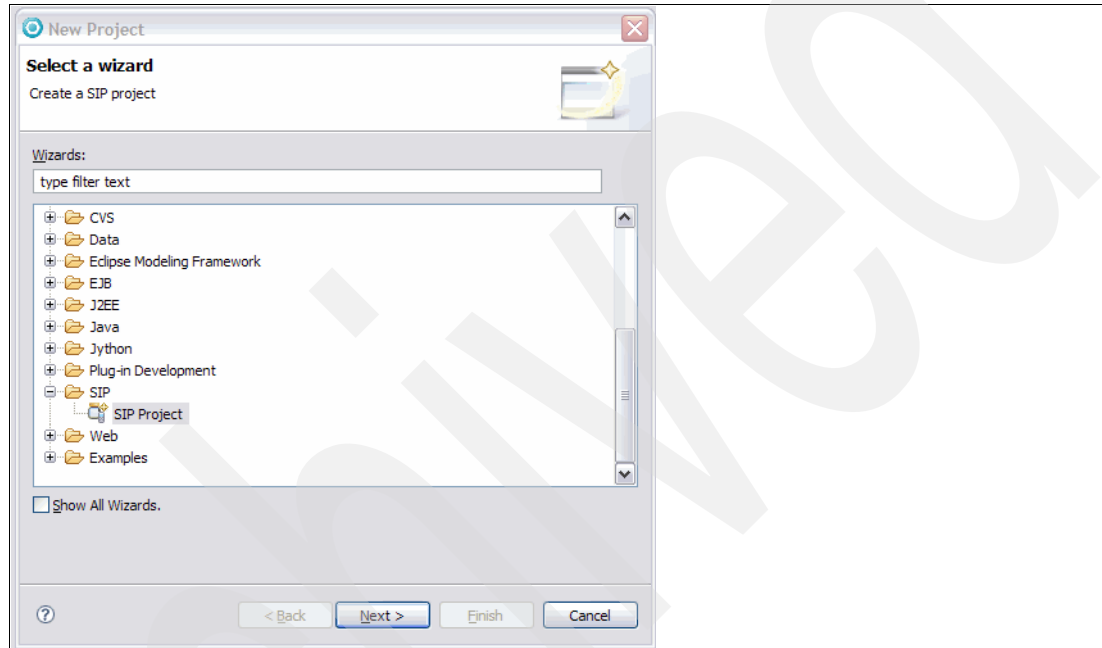 New Project
Select a wizard
Create a SIP project
Wizards:
type filter text
CVS
Data
Eclipse Modeling Framework
EJB
J2EE
Java
Jython
Plug-in Development
SIP
SIP Project
Web
Examples
Show All Wizards.
< Back Next > Finish Cancel